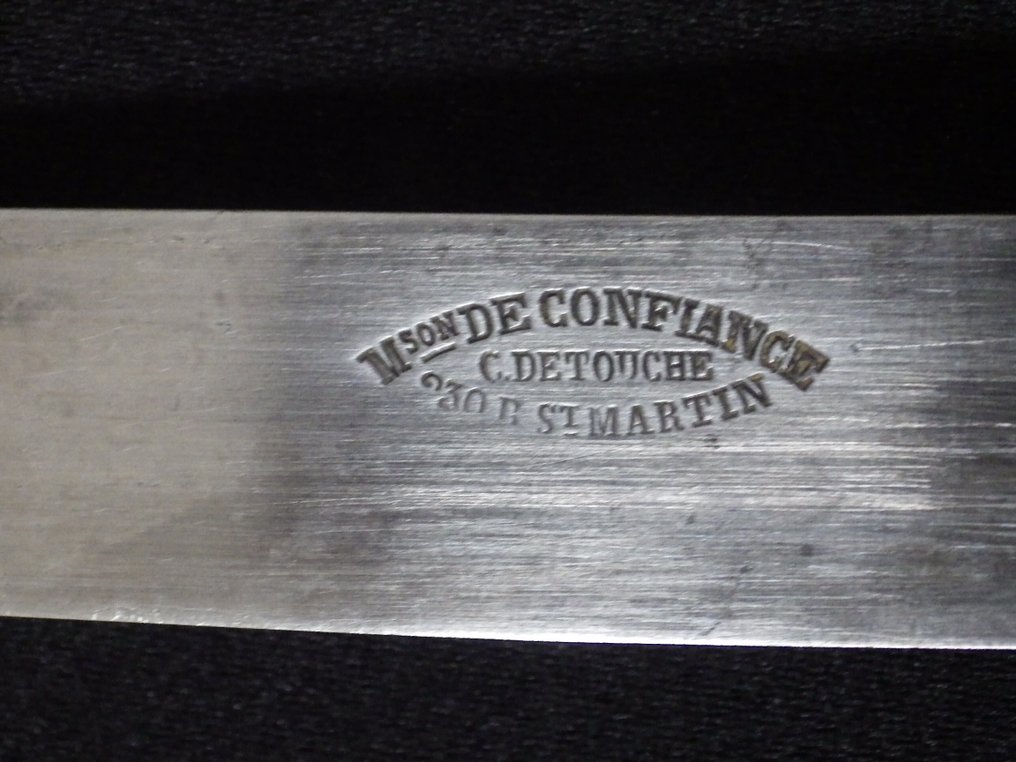 MSON DE CONFIANCE
C. DETOUCHE
230 R ST MARTIN